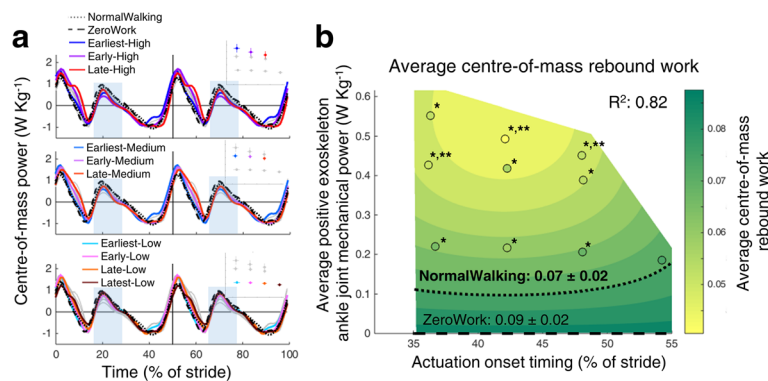 a
NormalWalking
ZeroWork
Earliest-High
Early-High
Late-High
Earliest-Medium
Early-Medium
Late-Medium
Earliest-Low
Early-Low
Late-Low
Latest-Low
Centre-of-mass power (W Kg⁻¹)
2
1
0
-1
2
1
0
-1
2
1
0
-1
0 20 40 60 80 100
Time (% of stride)
b
Average centre-of-mass rebound work
R²: 0.82
Average positive exoskeleton
ankle joint mechanical power (W Kg⁻¹)
0.6
0.5
0.4
0.3
0.2
0.1
0
*
*,**
*,**
*,**
*
*
*
*
*
NormalWalking: 0.07 ± 0.02
ZeroWork: 0.09 ± 0.02
35 40 45 50 55
Actuation onset timing (% of stride)
0.08
0.07
0.06
0.05
Average centre-of-mass
rebound work